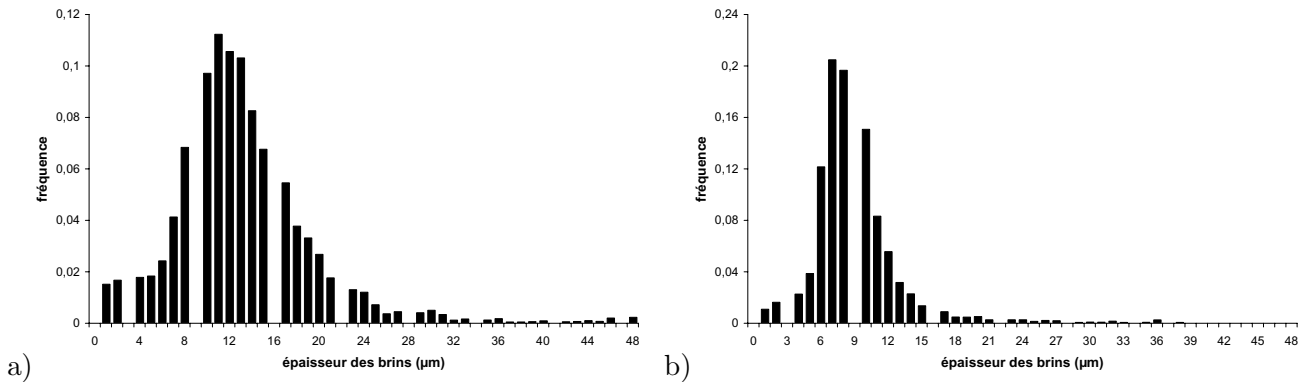 0,12
0,1
0,08
0,06
0,04
0,02
0
fréquence
0 4 8 12 16 20 24 28 32 36 40 44 48
épaisseur des brins (µm)
a)
0,24
0,2
0,16
0,12
0,08
0,04
0
fréquence
0 3 6 9 12 15 18 21 24 27 30 33 36 39 42 45 48
épaisseur des brins (µm)
b)